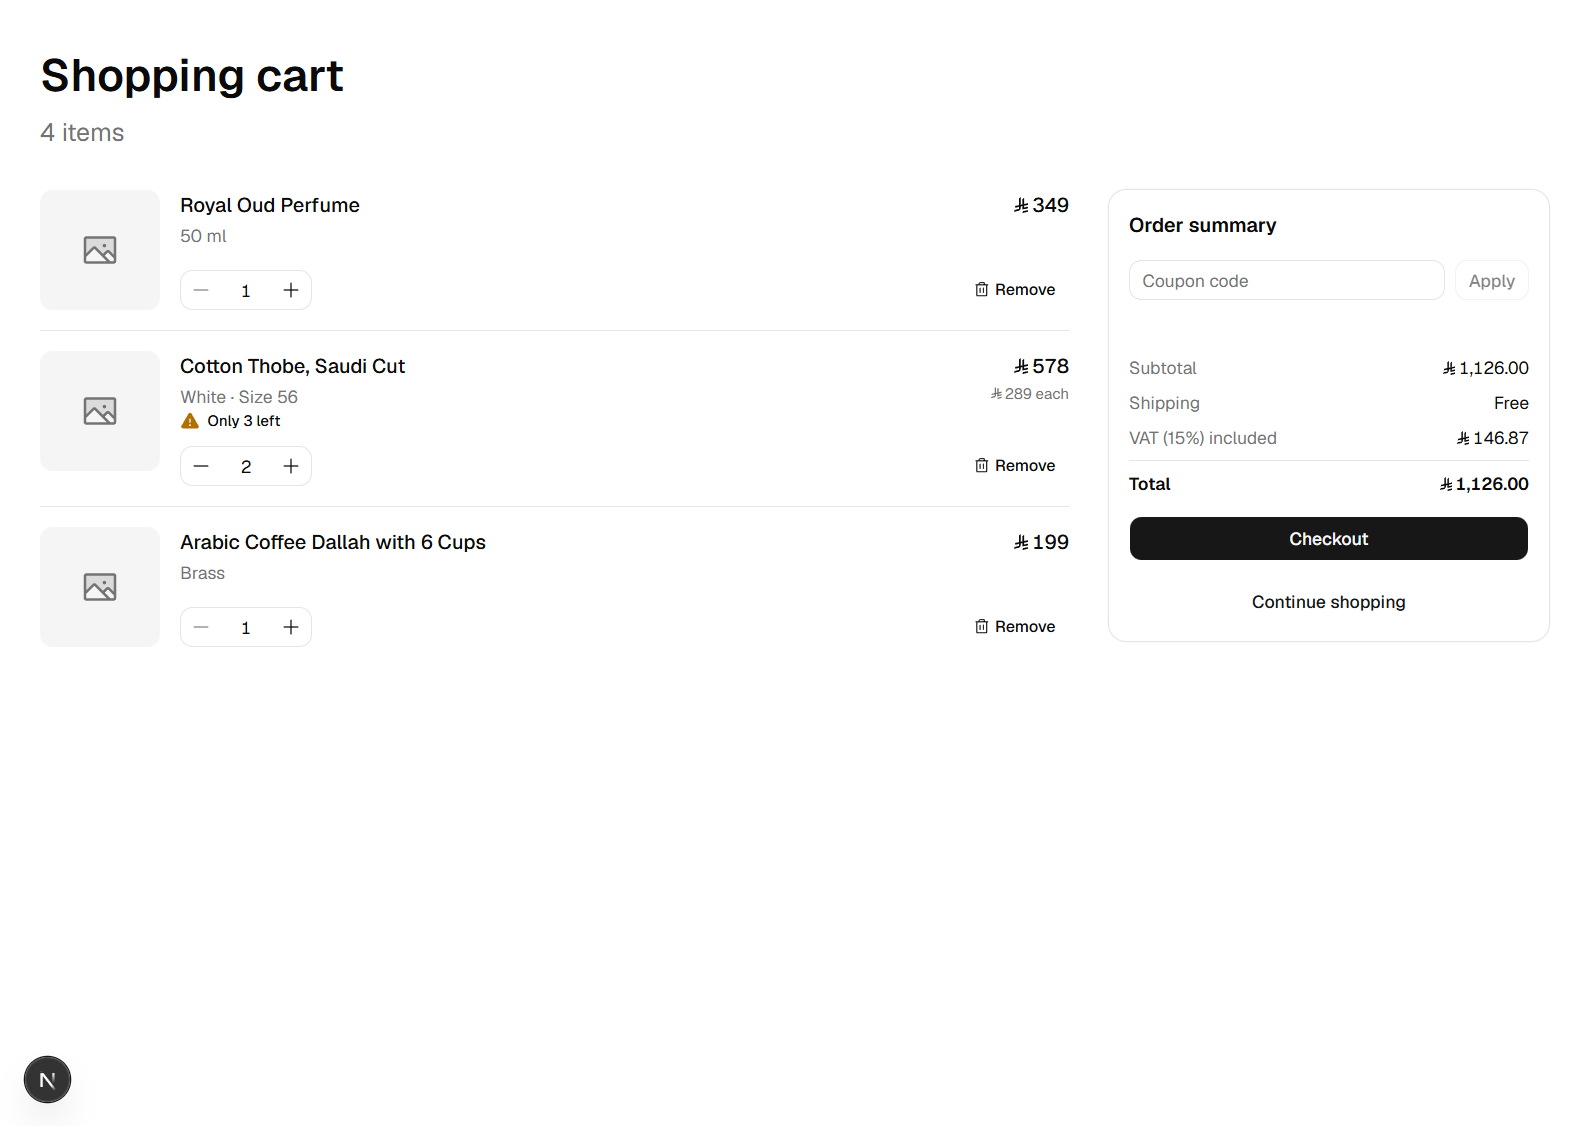 Shopping cart
4 items
Royal Oud Perfume
⃁ 349
50 ml
1
Remove
Cotton Thobe, Saudi Cut
⃁ 578
White · Size 56
⃁ 289 each
Only 3 left
2
Remove
Arabic Coffee Dallah with 6 Cups
⃁ 199
Brass
1
Remove
Order summary
Coupon code
Apply
Subtotal ⃁ 1,126.00
Shipping Free
VAT (15%) included ⃁ 146.87
Total ⃁ 1,126.00
Checkout
Continue shopping
N